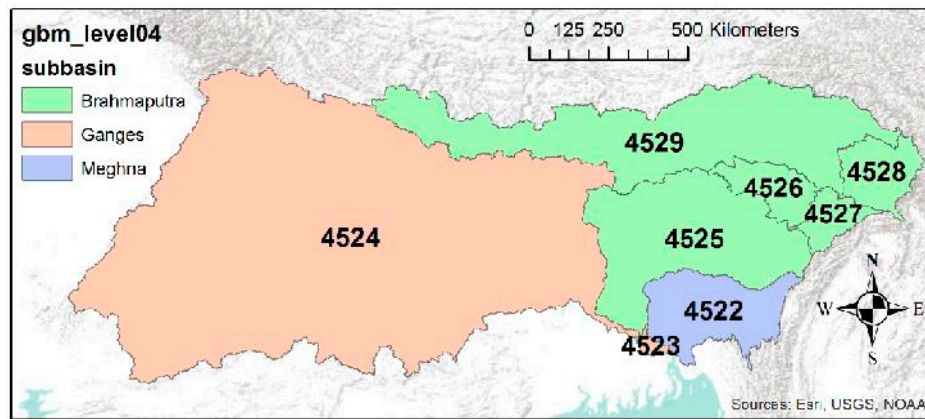 gbm_level04
subbasin
Brahmaputra
Ganges
Meghna
0 125 250 500 Kilometers
4529
4528
4526
4527
4524
4525
4522
4523
N
W E
S
Sources: Esri, USGS, NOAA